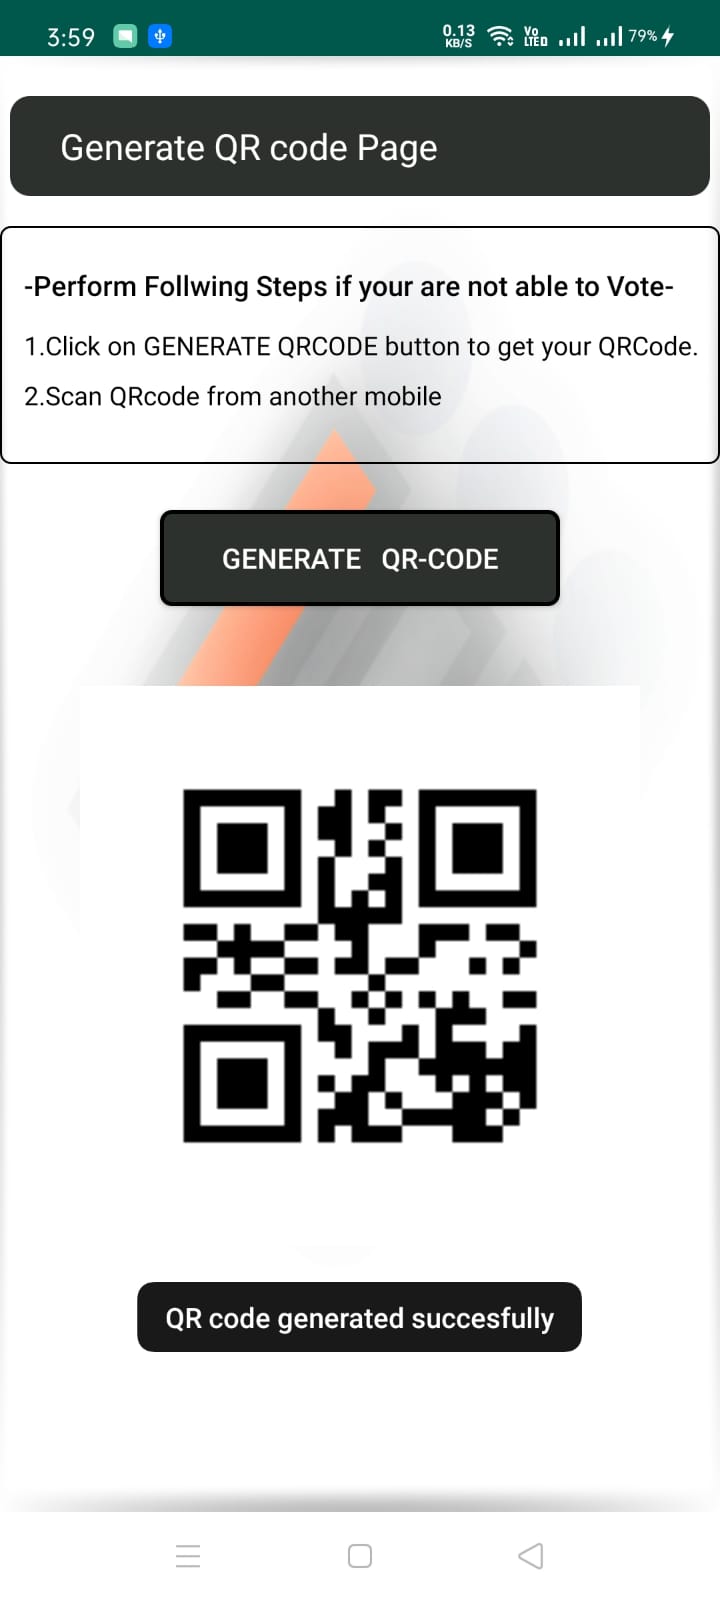 3:59 0.13 KB/S Vo LTED 79%
Generate QR code Page
-Perform Follwing Steps if your are not able to Vote-
1.Click on GENERATE QRCODE button to get your QRCode.
2.Scan QRcode from another mobile
GENERATE QR-CODE
QR code generated succesfully